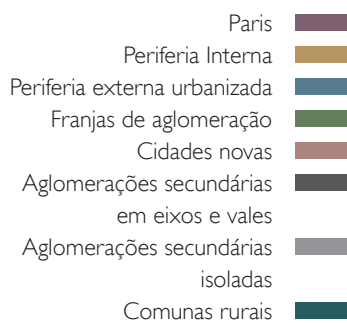 Paris
Periferia Interna
Periferia externa urbanizada
Franjas de aglomeração
Cidades novas
Aglomerações secundárias
em eixos e vales
Aglomerações secundárias
isoladas
Comunas rurais